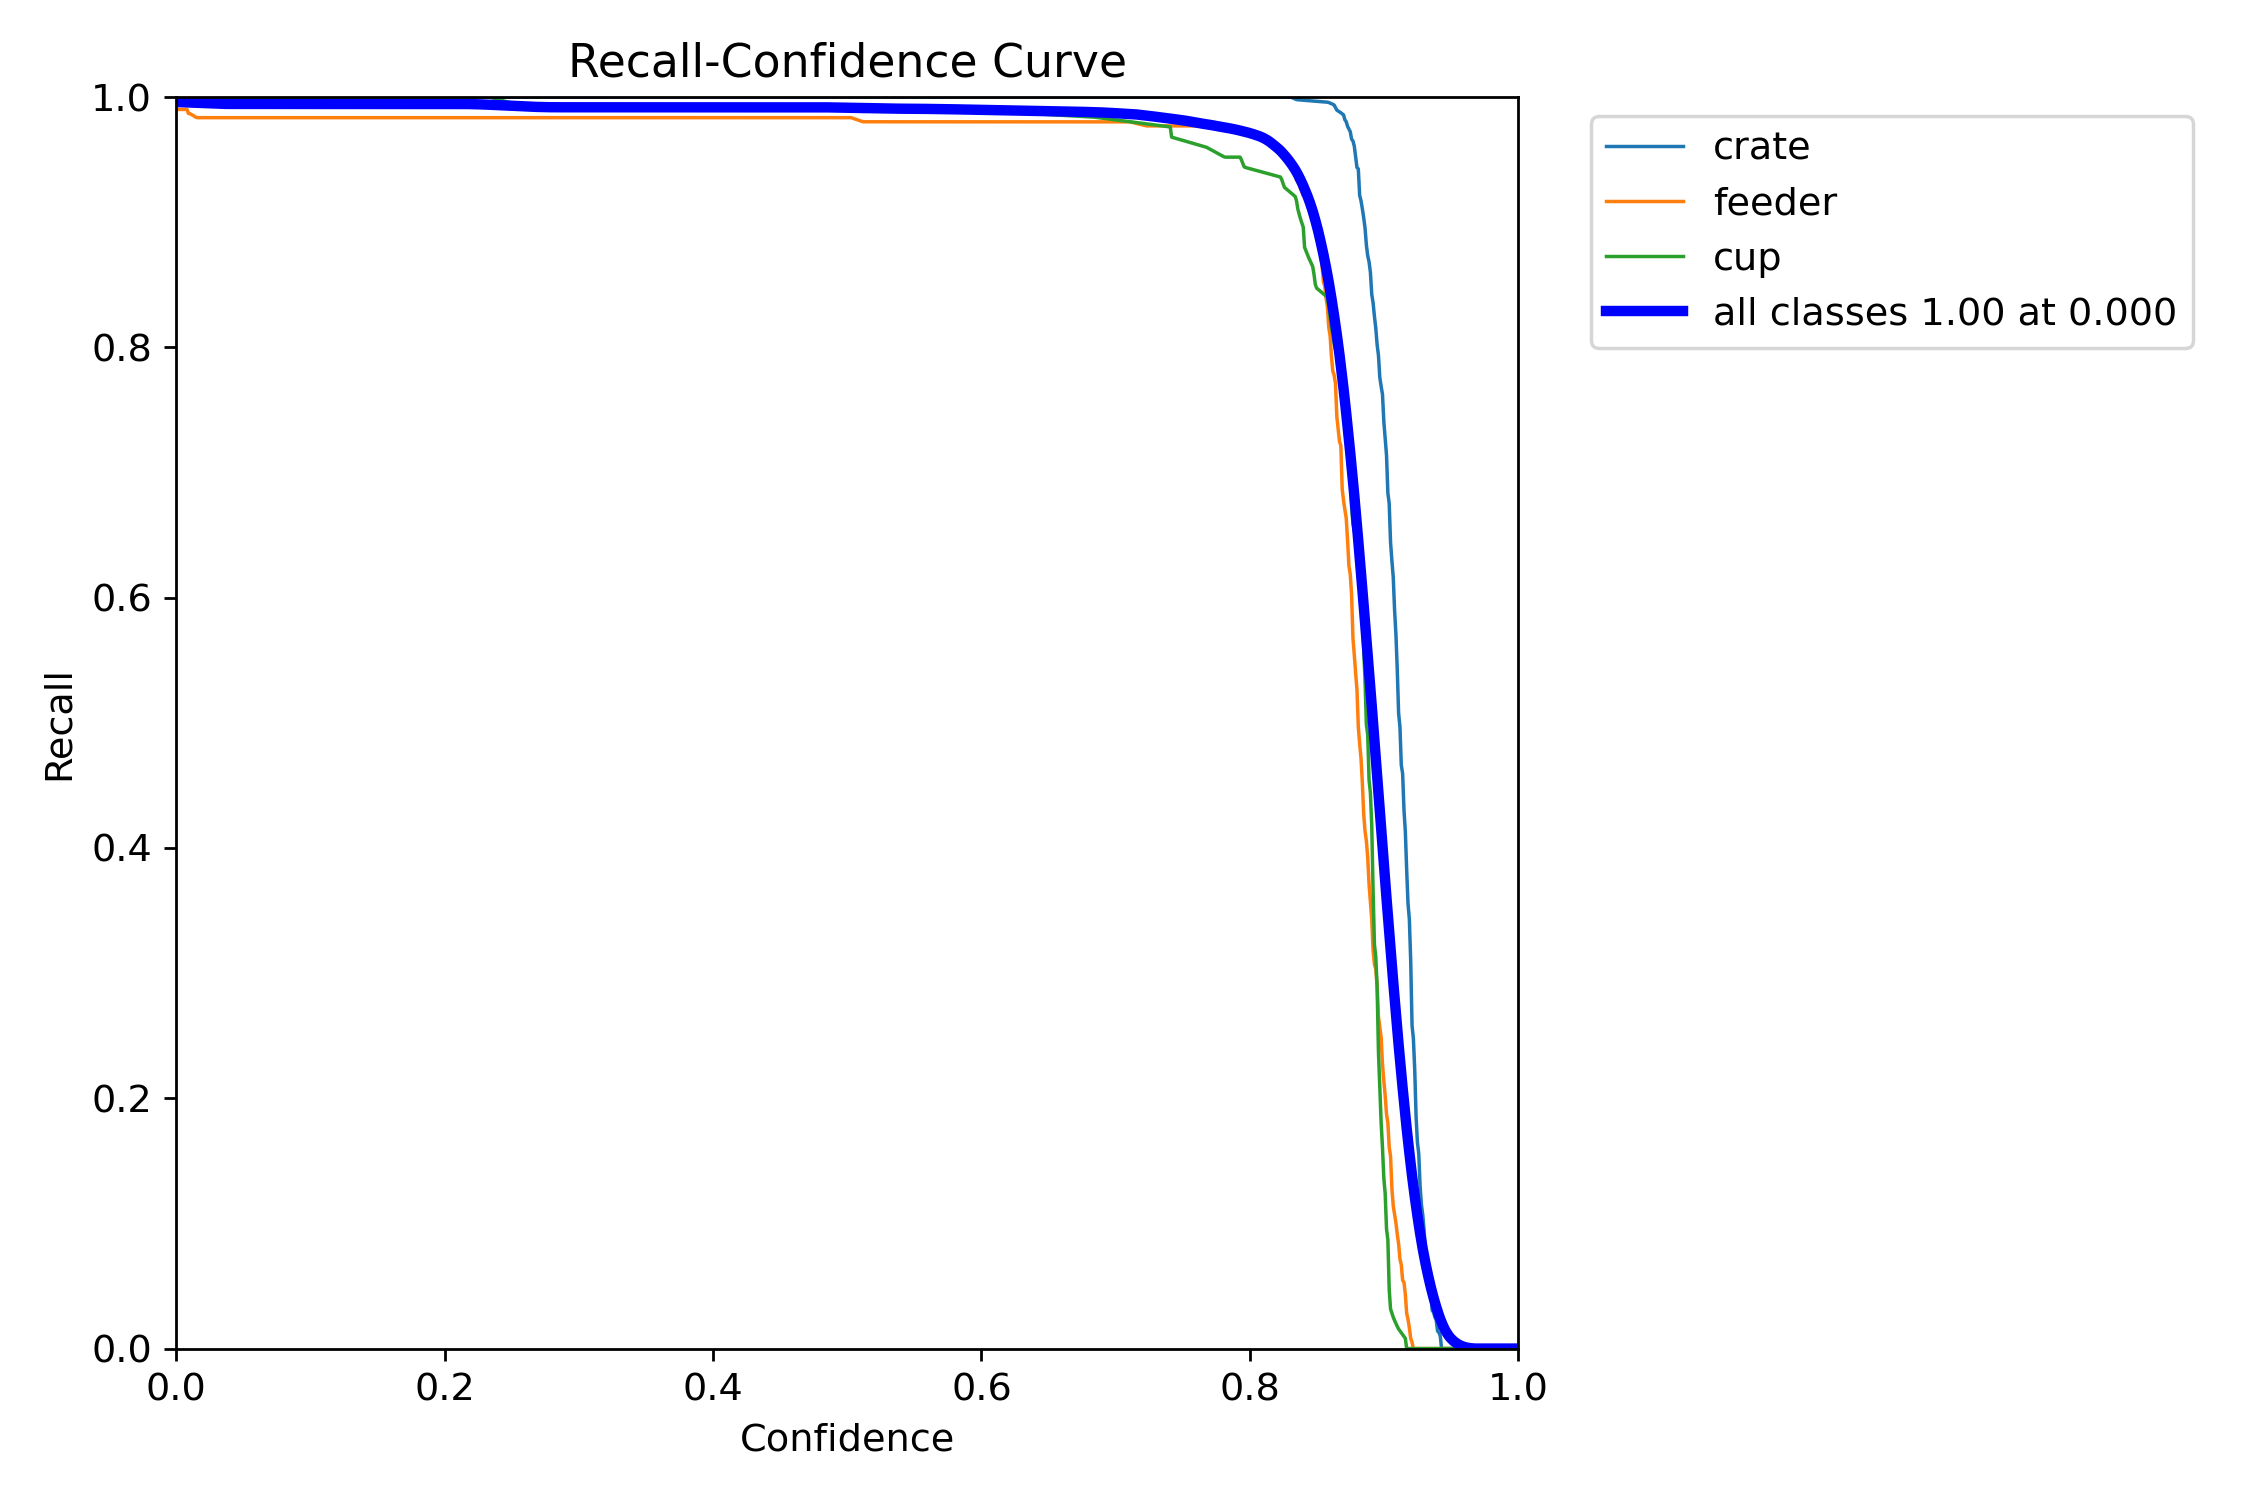 Recall-Confidence Curve
1.0
0.8
0.6
0.4
0.2
0.0
Recall
0.0 0.2 0.4 0.6 0.8 1.0
Confidence
crate
feeder
cup
all classes 1.00 at 0.000